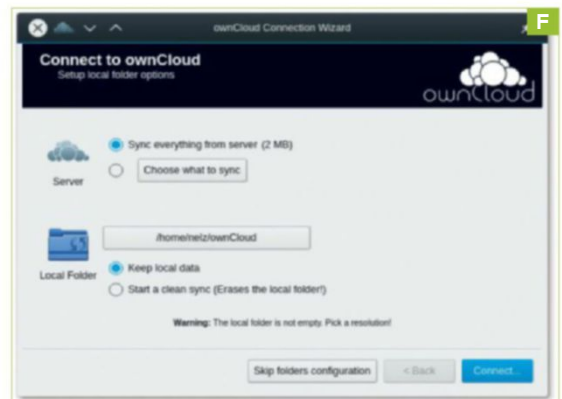 F
ownCloud Connection Wizard
Connect to ownCloud
Setup local folder options
ownCloud
Sync everything from server (2 MB)
Choose what to sync
Server
/home/nelz/ownCloud
Local Folder
Keep local data
Start a clean sync (Erases the local folder!)
Warning: The local folder is not empty. Pick a resolution!
Skip folders configuration
< Back
Connect...